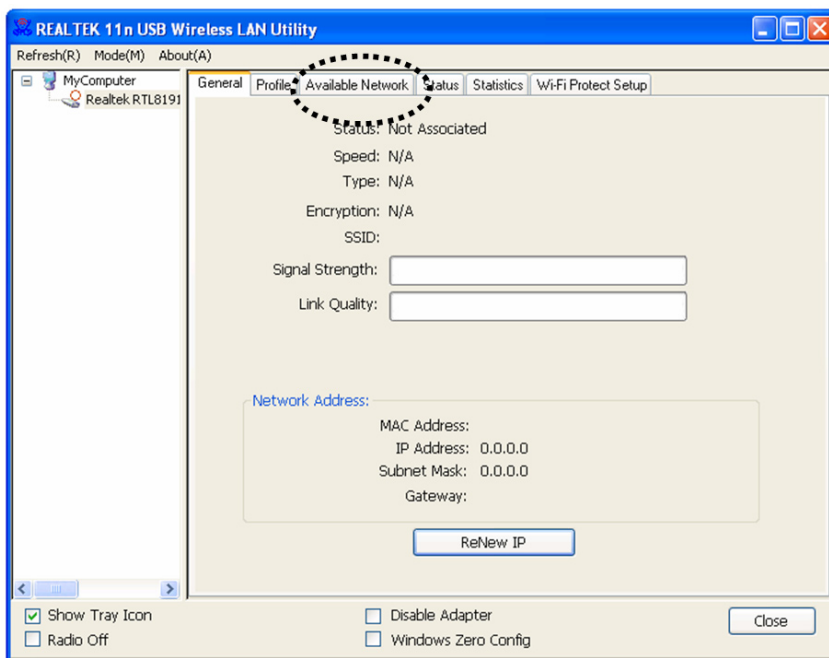 REALTEK 11n USB Wireless LAN Utility
Refresh(R) Mode(M) About(A)
MyComputer
Realtek RTL8191
General Profile Available Network Status Statistics Wi-Fi Protect Setup
Status: Not Associated
Speed: N/A
Type: N/A
Encryption: N/A
SSID:
Signal Strength:
Link Quality:
Network Address:
MAC Address:
IP Address: 0.0.0.0
Subnet Mask: 0.0.0.0
Gateway:
ReNew IP
Show Tray Icon Disable Adapter Close
Radio Off Windows Zero Config